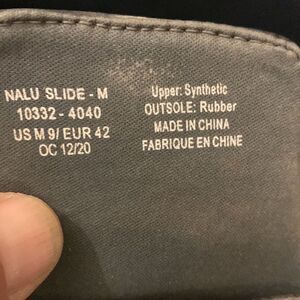 NALU SLIDE - M
10332 - 4040
US M 9/ EUR 42
OC 12/20
Upper: Synthetic
OUTSOLE: Rubber
MADE IN CHINA
FABRIQUE EN CHINE